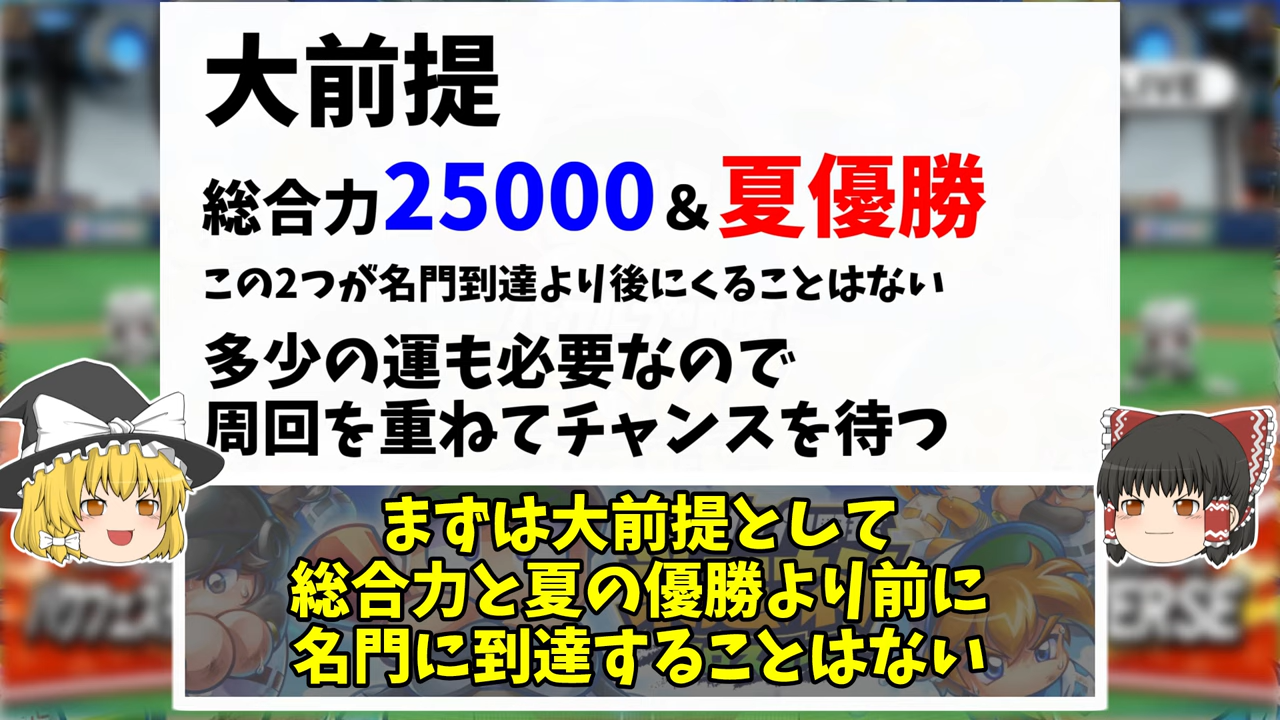 大前提
総合力25000&夏優勝
この2つが名門到達より後にくることはない
多少の運も必要なので
周回を重ねてチャンスを待つ
まずは大前提として
総合力と夏の優勝より前に
名門に到達することはない
LIVE
ERSE